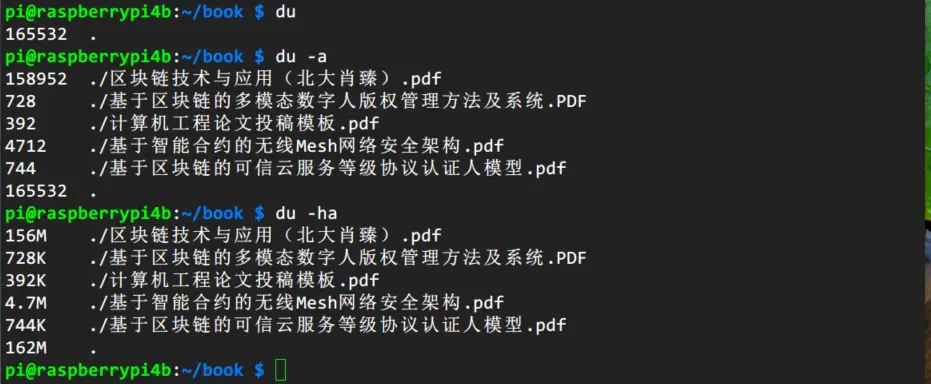 pi@raspberrypi4b:~/book $ du
165532  .
pi@raspberrypi4b:~/book $ du -a
158952  ./区块链技术与应用（北大肖臻）.pdf
728     ./基于区块链的多模态数字人版权管理方法及系统.PDF
392     ./计算机工程论文投稿模板.pdf
4712    ./基于智能合约的无线Mesh网络安全架构.pdf
744     ./基于区块链的可信云服务等级协议认证人模型.pdf
165532  .
pi@raspberrypi4b:~/book $ du -ha
156M    ./区块链技术与应用（北大肖臻）.pdf
728K    ./基于区块链的多模态数字人版权管理方法及系统.PDF
392K    ./计算机工程论文投稿模板.pdf
4.7M    ./基于智能合约的无线Mesh网络安全架构.pdf
744K    ./基于区块链的可信云服务等级协议认证人模型.pdf
162M    .
pi@raspberrypi4b:~/book $